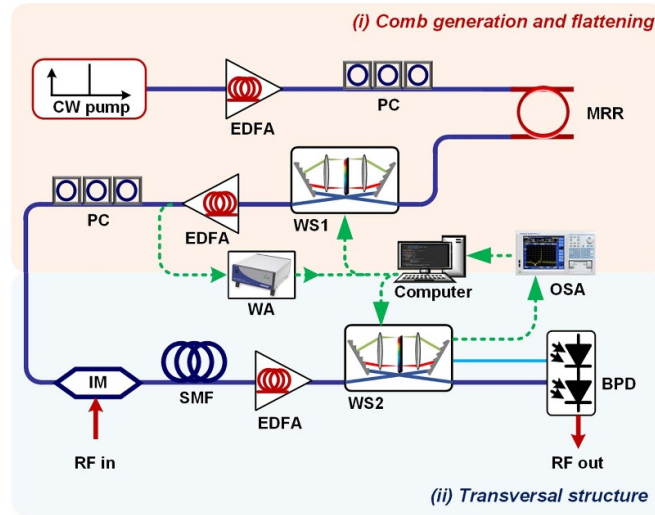 (i) Comb generation and flattening
CW pump
EDFA
PC
MRR
PC
EDFA
WS1
WA
Computer
OSA
IM
SMF
EDFA
WS2
BPD
RF in
RF out
(ii) Transversal structure